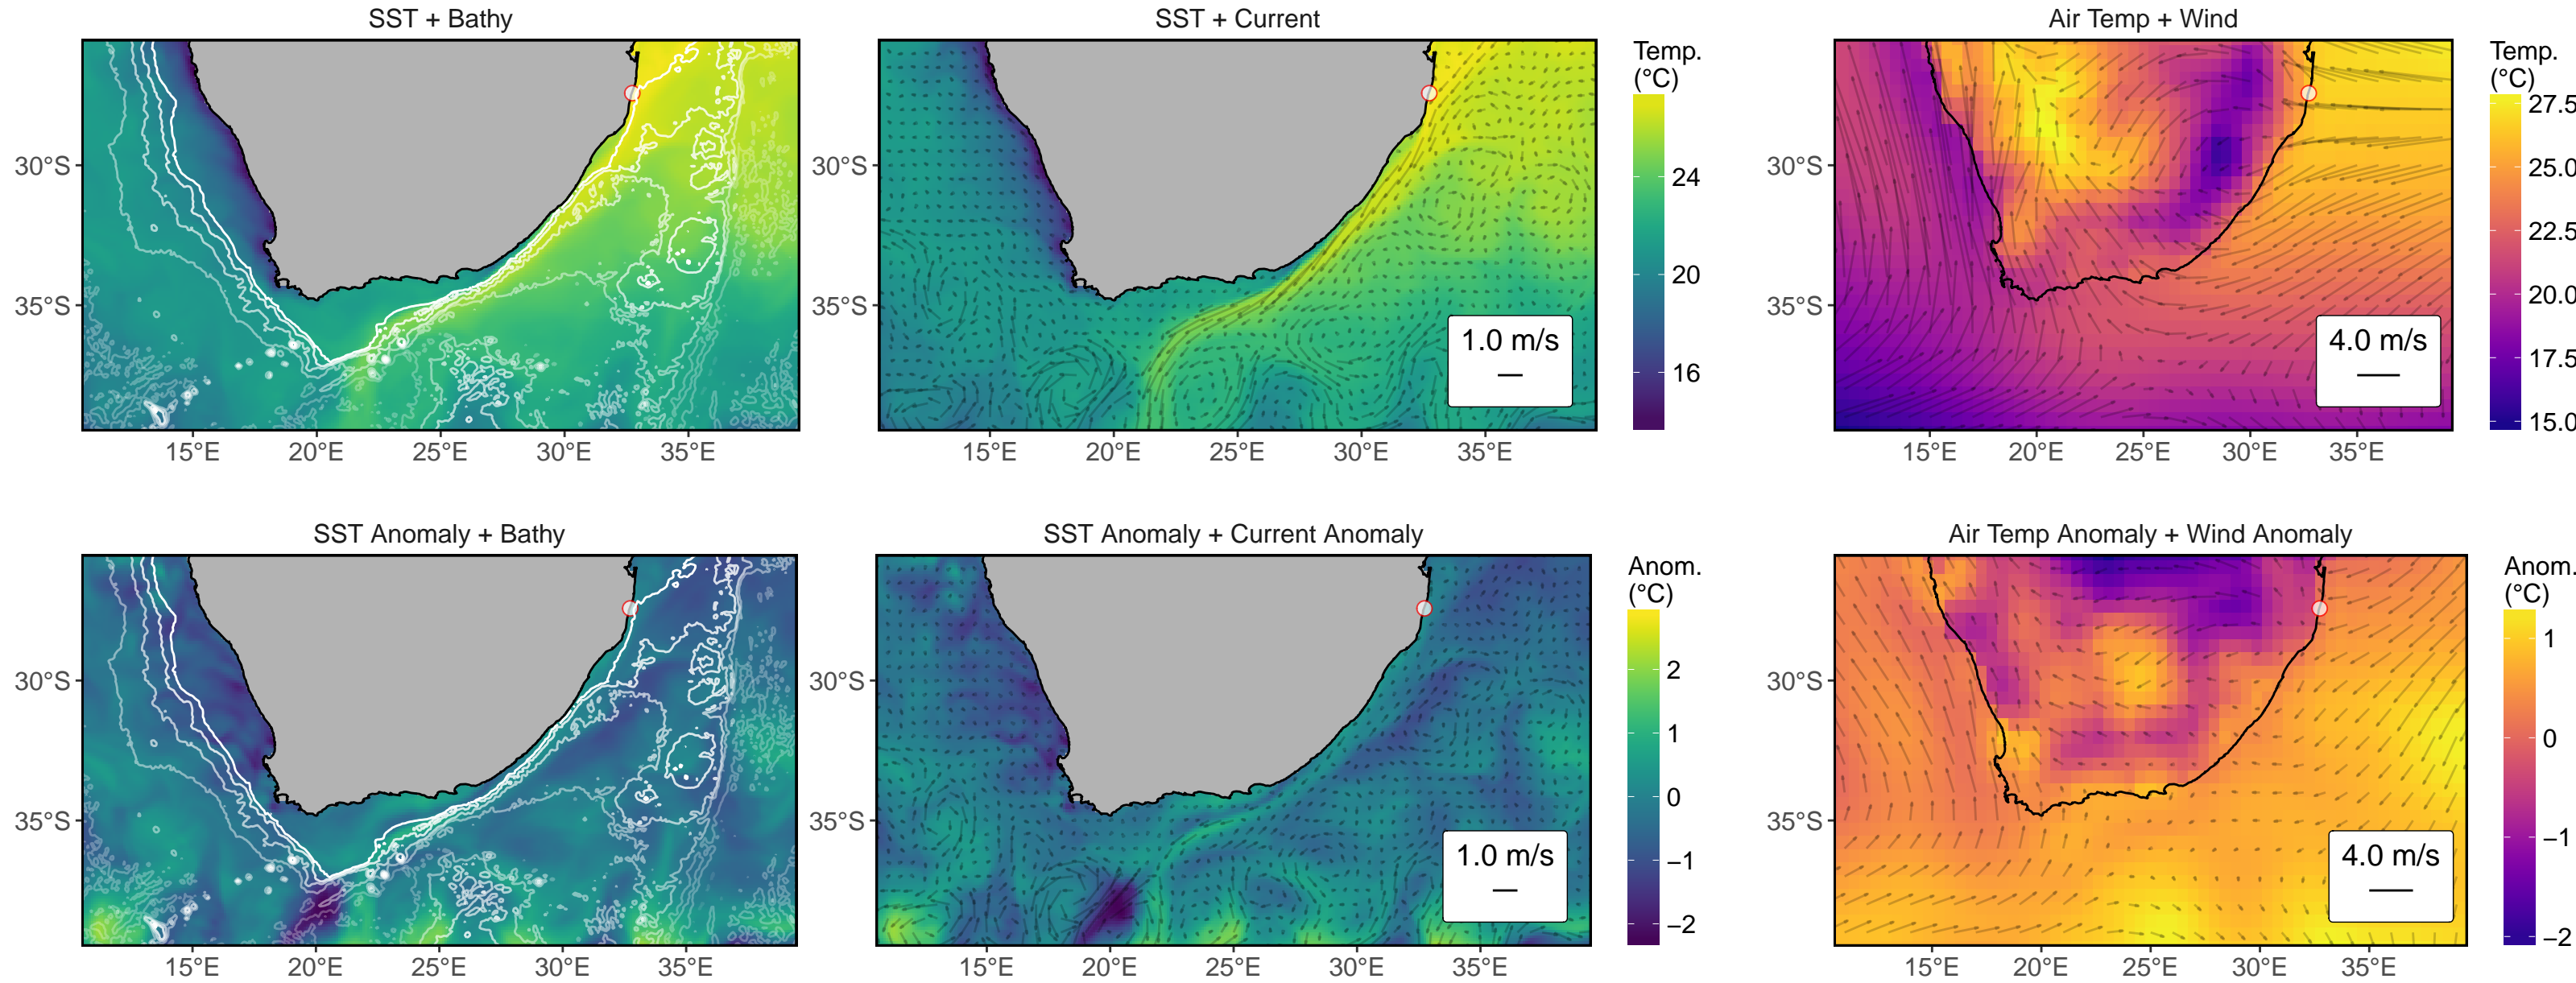 SST + Bathy
SST + Current
Air Temp + Wind
30°S
35°S
15°E
20°E
25°E
30°E
35°E
30°S
35°S
15°E
20°E
25°E
30°E
35°E
1.0 m/s
Temp.
(°C)
24
20
16
30°S
35°S
15°E
20°E
25°E
30°E
35°E
4.0 m/s
Temp.
(°C)
27.5
25.0
22.5
20.0
17.5
15.0
SST Anomaly + Bathy
SST Anomaly + Current Anomaly
Air Temp Anomaly + Wind Anomaly
30°S
35°S
15°E
20°E
25°E
30°E
35°E
30°S
35°S
15°E
20°E
25°E
30°E
35°E
1.0 m/s
Anom.
(°C)
2
1
0
−1
−2
30°S
35°S
15°E
20°E
25°E
30°E
35°E
4.0 m/s
Anom.
(°C)
1
0
−1
−2